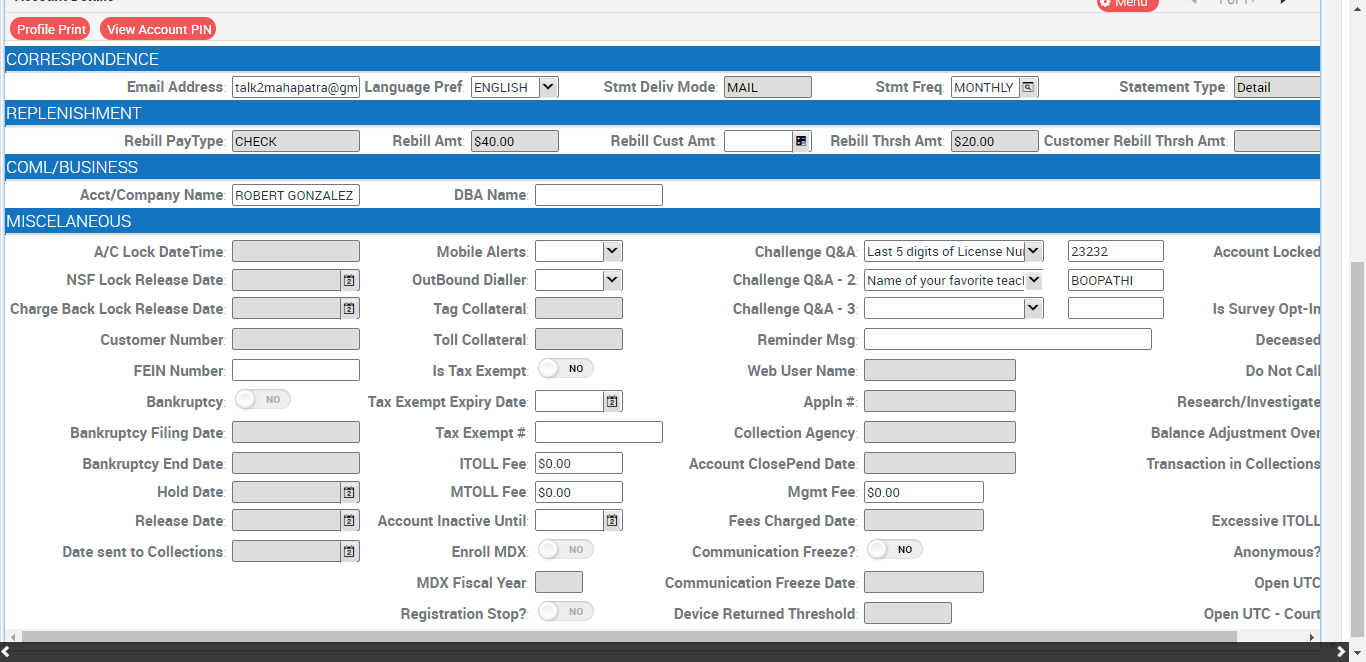 Account Details
Menu
Profile Print View Account PIN
CORRESPONDENCE
Email Address: talk2mahapatra@gm Language Pref: ENGLISH Stmt Deliv Mode: MAIL Stmt Freq: MONTHLY Statement Type: Detail
REPLENISHMENT
Rebill PayType: CHECK Rebill Amt: $40.00 Rebill Cust Amt: Rebill Thrsh Amt: $20.00 Customer Rebill Thrsh Amt:
COML/BUSINESS
Acct/Company Name: ROBERT GONZALEZ DBA Name:
MISCELANEOUS
A/C Lock DateTime: Mobile Alerts: Challenge Q&A: Last 5 digits of License Nu 23232 Account Locked
NSF Lock Release Date: OutBound Dialler: Challenge Q&A - 2: Name of your favorite teac BOOPATHI
Charge Back Lock Release Date: Tag Collateral: Challenge Q&A - 3: Is Survey Opt-In
Customer Number: Toll Collateral: Reminder Msg: Deceased
FEIN Number: Is Tax Exempt: NO Web User Name: Do Not Call
Bankruptcy: NO Tax Exempt Expiry Date: Appln #: Research/Investigate
Bankruptcy Filing Date: Tax Exempt #: Collection Agency: Balance Adjustment Over
Bankruptcy End Date: ITOLL Fee: $0.00 Account ClosePend Date: Transaction in Collections
Hold Date: MTOLL Fee: $0.00 Mgmt Fee: $0.00
Release Date: Account Inactive Until: Fees Charged Date: Excessive ITOLL
Date sent to Collections: Enroll MDX: NO Communication Freeze?: NO Anonymous?
MDX Fiscal Year: Communication Freeze Date: Open UTC
Registration Stop?: NO Device Returned Threshold: Open UTC - Court